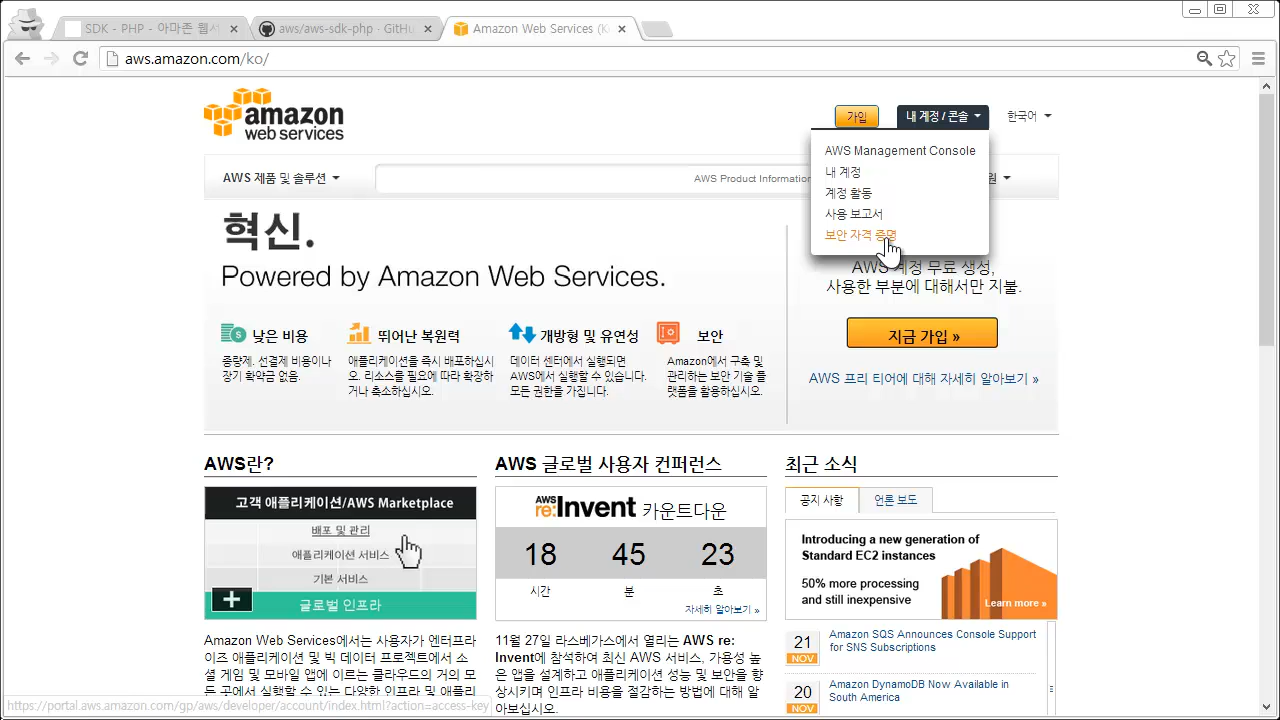 SDK - PHP - 아마존 웹서
aws/aws-sdk-php · GitHu
Amazon Web Services (K
aws.amazon.com/ko/
amazon
web services
가입
내 계정 / 콘솔
한국어
AWS Management Console
내 계정
계정 활동
사용 보고서
보안 자격 증명
AWS 제품 및 솔루션
AWS Product Information
원
혁신.
Powered by Amazon Web Services.
낮은 비용
종량제. 선결제 비용이나
장기 확약금 없음.
뛰어난 복원력
애플리케이션을 즉시 배포하십시
오. 리소스를 필요에 따라 확장하
거나 축소하십시오.
개방형 및 유연성
데이터 센터에서 실행되면
AWS에서 실행할 수 있습니다.
모든 권한을 가집니다.
보안
Amazon에서 구축 및
관리하는 보안 기술 플
랫폼을 활용하십시오.
AWS 계정 무료 생성,
사용한 부분에 대해서만 지불.
지금 가입 »
AWS 프리 티어에 대해 자세히 알아보기 »
AWS란?
고객 애플리케이션/AWS Marketplace
배포 및 관리
애플리케이션 서비스
기본 서비스
글로벌 인프라
Amazon Web Services에서는 사용자가 엔터프라
이즈 애플리케이션 및 빅 데이터 프로젝트에서 소
셜 게임 및 모바일 앱에 이르는 클라우드의 거의 모
든 곳에서 실행할 수 있는 다양한 인프라 및 애플리
AWS 글로벌 사용자 컨퍼런스
AWS re:Invent 카운트다운
18 45 23
시간 분 초
자세히 알아보기 »
11월 27일 라스베가스에서 열리는 AWS re:
Invent에 참석하여 최신 AWS 서비스, 가용성 높
은 앱을 설계하고 애플리케이션 성능 및 보안을 향
상시키며 인프라 비용을 절감하는 방법에 대해 알
아보십시오.
최근 소식
공지 사항
언론 보도
Introducing a new generation of
Standard EC2 instances
50% more processing
and still inexpensive
Learn more »
21
NOV
Amazon SQS Announces Console Support
for SNS Subscriptions
20
NOV
Amazon DynamoDB Now Available in
South America
https://portal.aws.amazon.com/gp/aws/developer/account/index.html?action=access-key